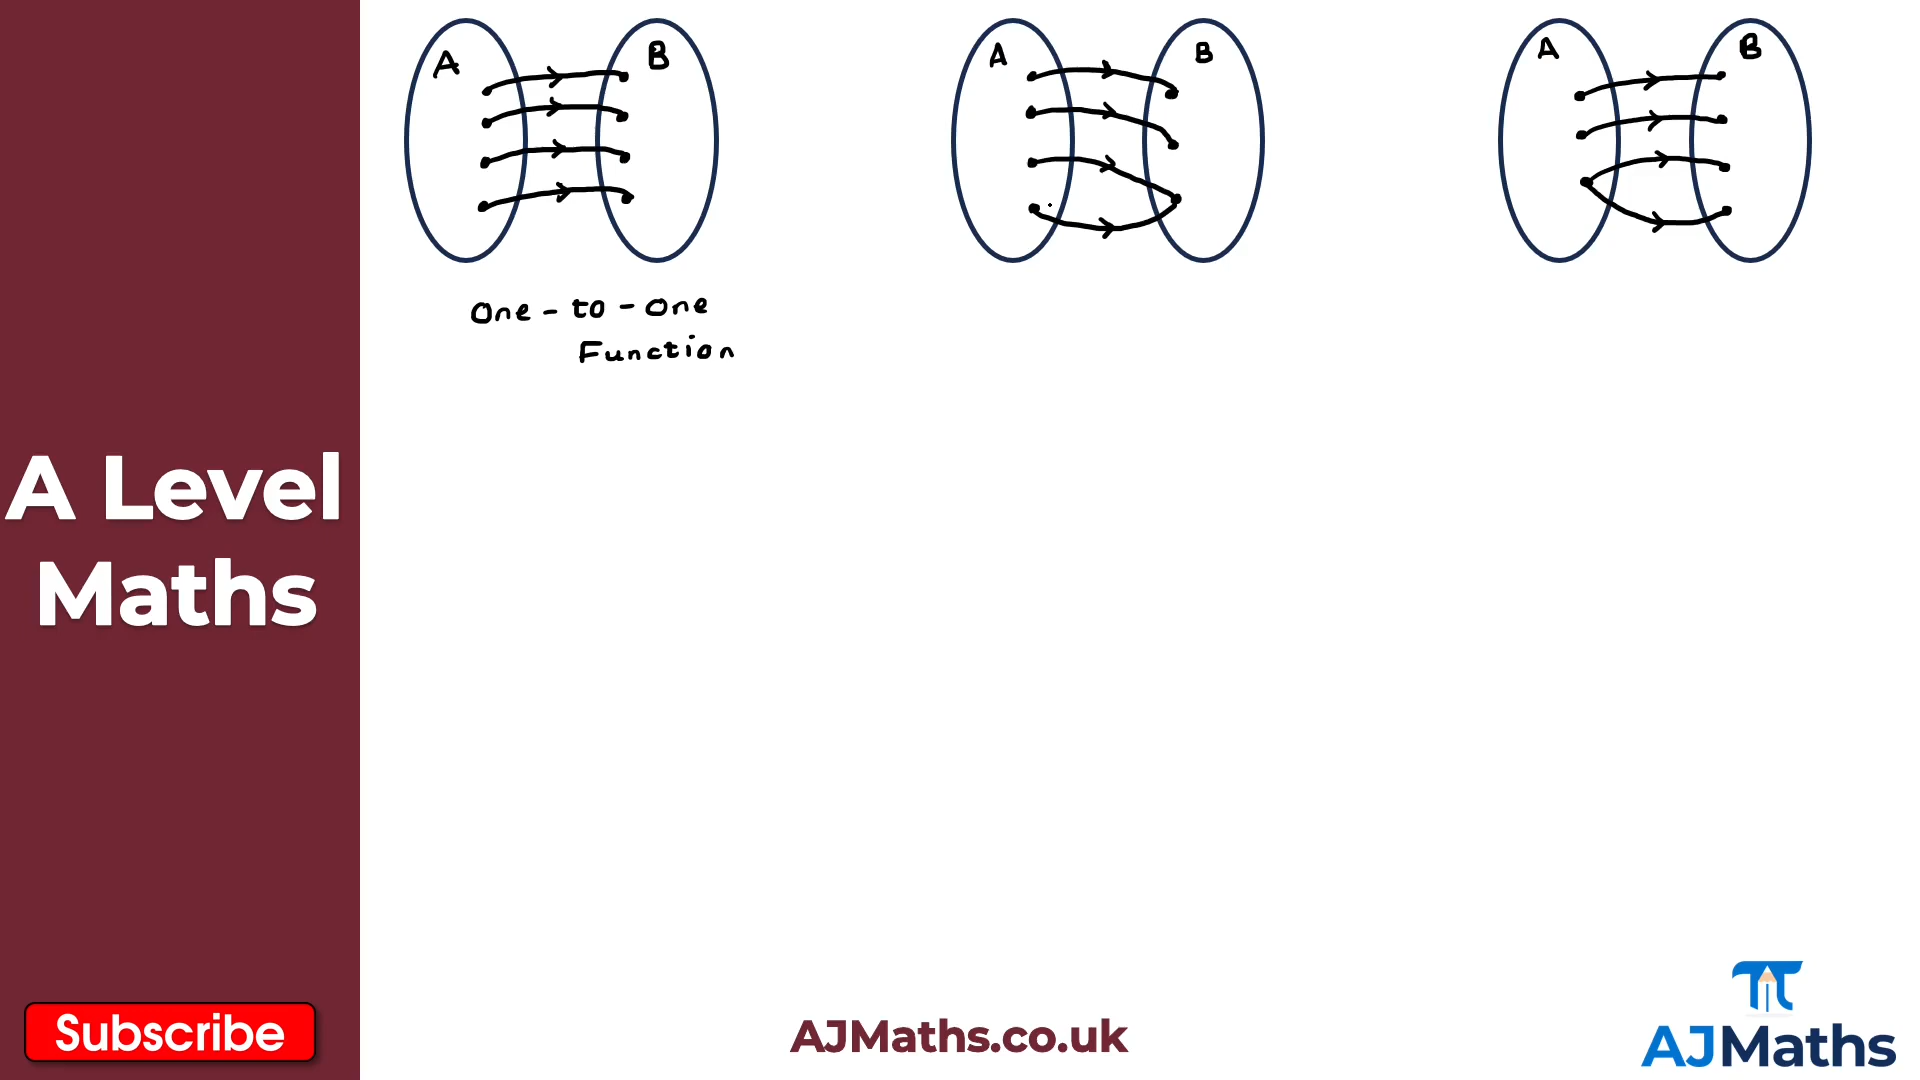 A B
A B
A B
One-to-one
Function
A Level
Maths
Subscribe
AJMaths.co.uk
AJMaths